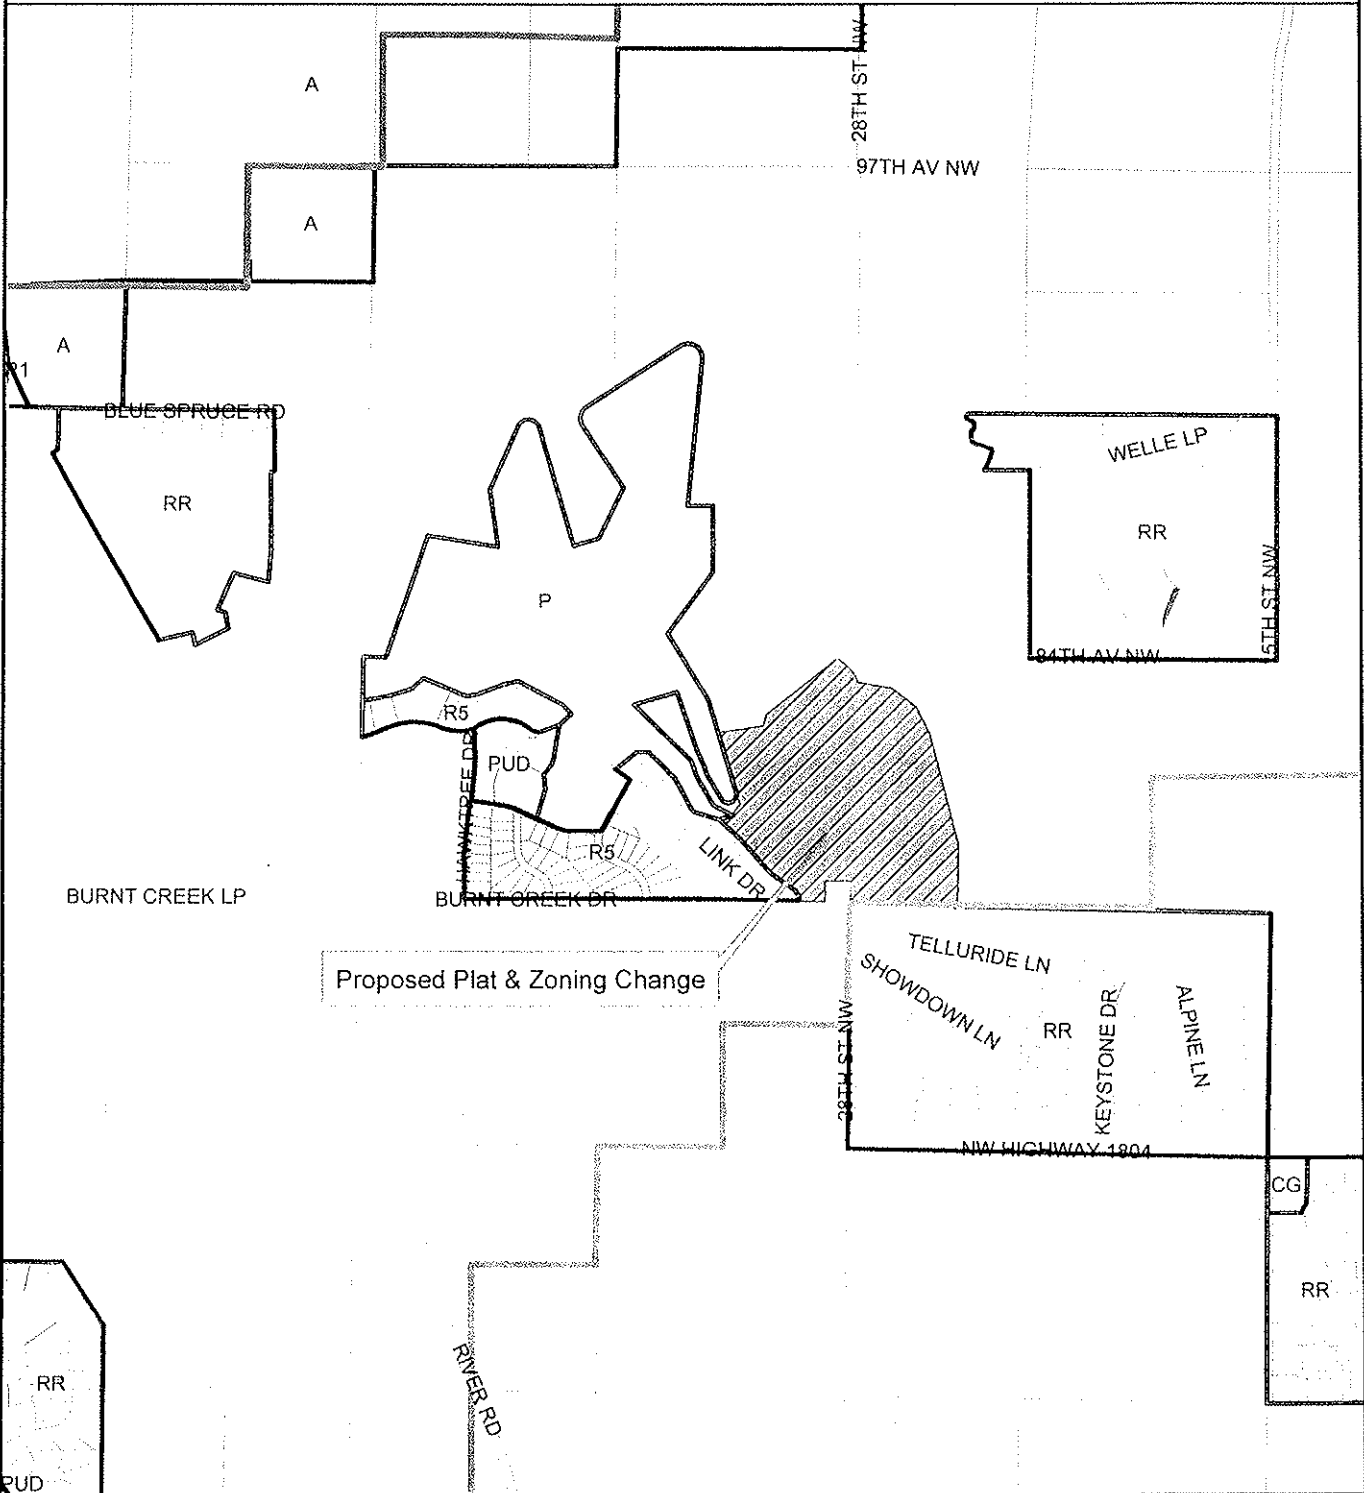 A
28TH ST NW
97TH AV NW
A
A
BLUE SPRUCE RD
WELLE LP
RR
RR
5TH ST NW
P
84TH AV NW
R5
PUD
HAWKTREE DR
R5
LINK DR
BURNT CREEK LP
BURNT CREEK DR
TELLURIDE LN
Proposed Plat & Zoning Change
SHOWDOWN LN
RR
KEYSTONE DR
ALPINE LN
28TH ST NW
NW HIGHWAY 1804
CG
RR
RR
RIVER RD
PUD